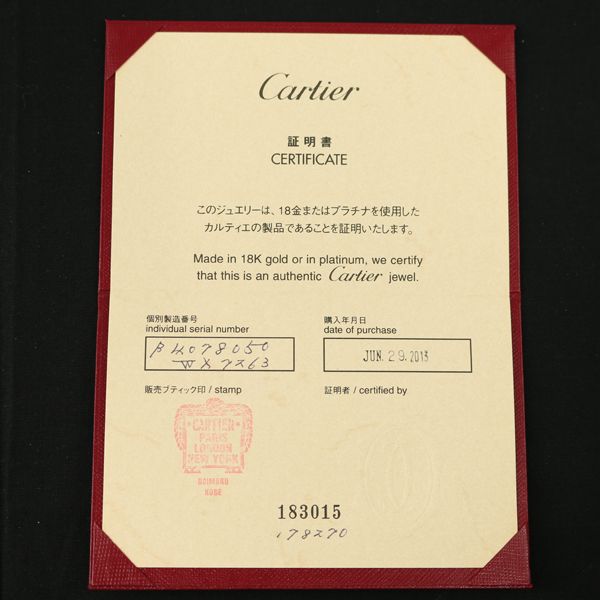 Cartier
証明書
CERTIFICATE
このジュエリーは、18金またはプラチナを使用した
カルティエの製品であることを証明いたします。
Made in 18K gold or in platinum, we certify
that this is an authentic Cartier jewel.
個別製造番号
individual serial number
購入年月日
date of purchase
B4078050
JUN. 29. 2013
販売ブティック印 / stamp
証明者 / certified by
CARTIER
PARIS
LONDON
NEW YORK
DAIMARU
KOBE
183015